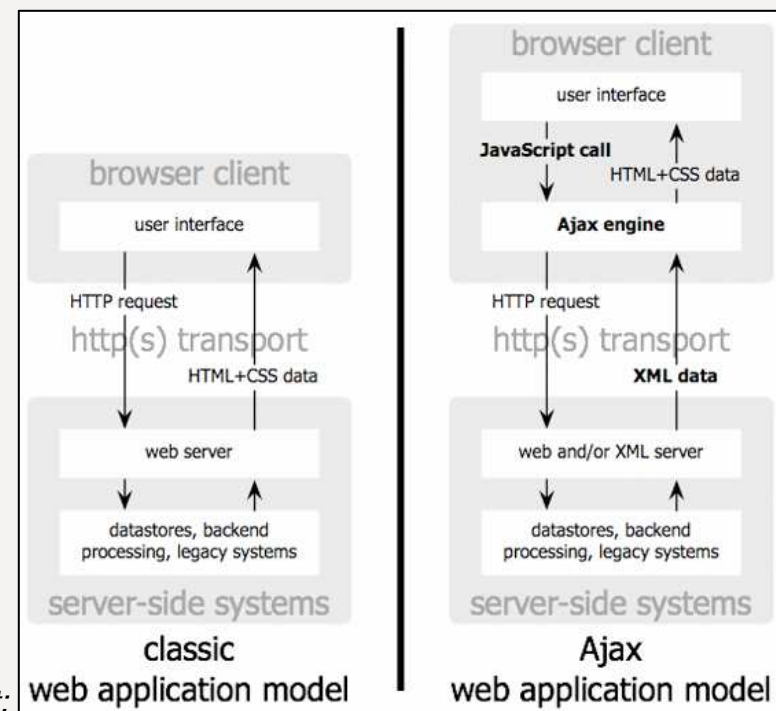 browser client
user interface
HTTP request
http(s) transport
HTML+CSS data
web server
datastores, backend
processing, legacy systems
server-side systems
classic
web application model
browser client
user interface
JavaScript call
HTML+CSS data
Ajax engine
HTTP request
http(s) transport
XML data
web and/or XML server
datastores, backend
processing, legacy systems
server-side systems
Ajax
web application model